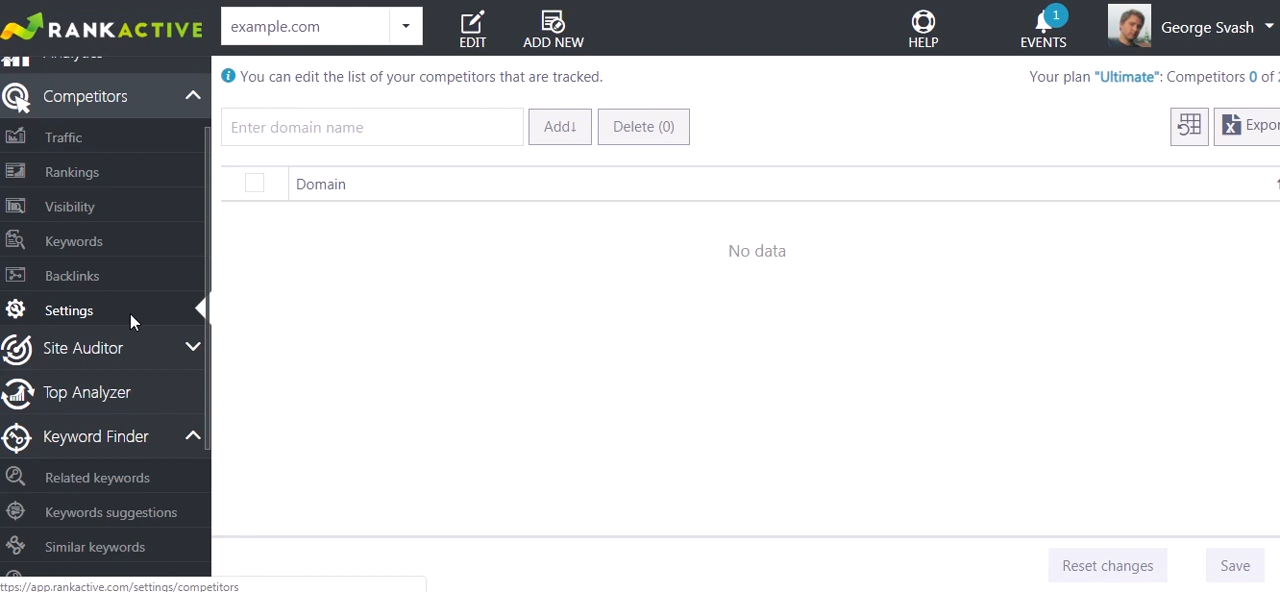 RANKACTIVE
example.com
EDIT
ADD NEW
HELP
EVENTS
1
George Svash
Competitors
Traffic
Rankings
Visibility
Keywords
Backlinks
Settings
Site Auditor
Top Analyzer
Keyword Finder
Related keywords
Keywords suggestions
Similar keywords
ttps://app.rankactive.com/settings/competitors
You can edit the list of your competitors that are tracked.
Your plan "Ultimate": Competitors 0 of
Enter domain name
Add↓
Delete (0)
Expor
Domain
No data
Reset changes
Save